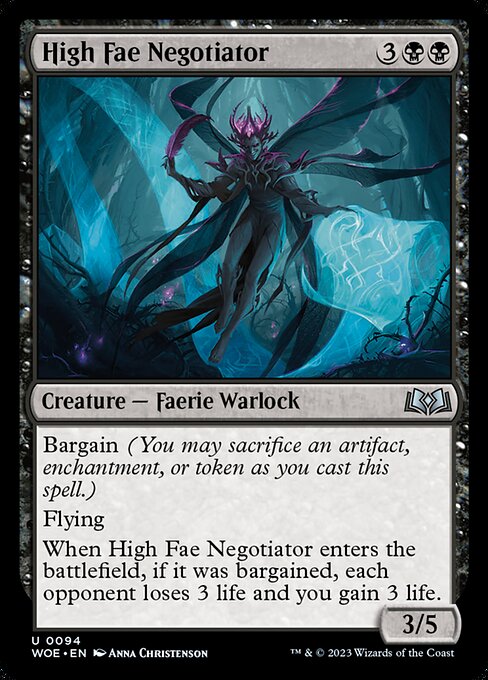 High Fae Negotiator 3
Creature — Faerie Warlock
Bargain (You may sacrifice an artifact,
enchantment, or token as you cast this
spell.)
Flying
When High Fae Negotiator enters the
battlefield, if it was bargained, each
opponent loses 3 life and you gain 3 life.
3/5
U 0094
WOE • EN Anna Christenson ™ & © 2023 Wizards of the Coast